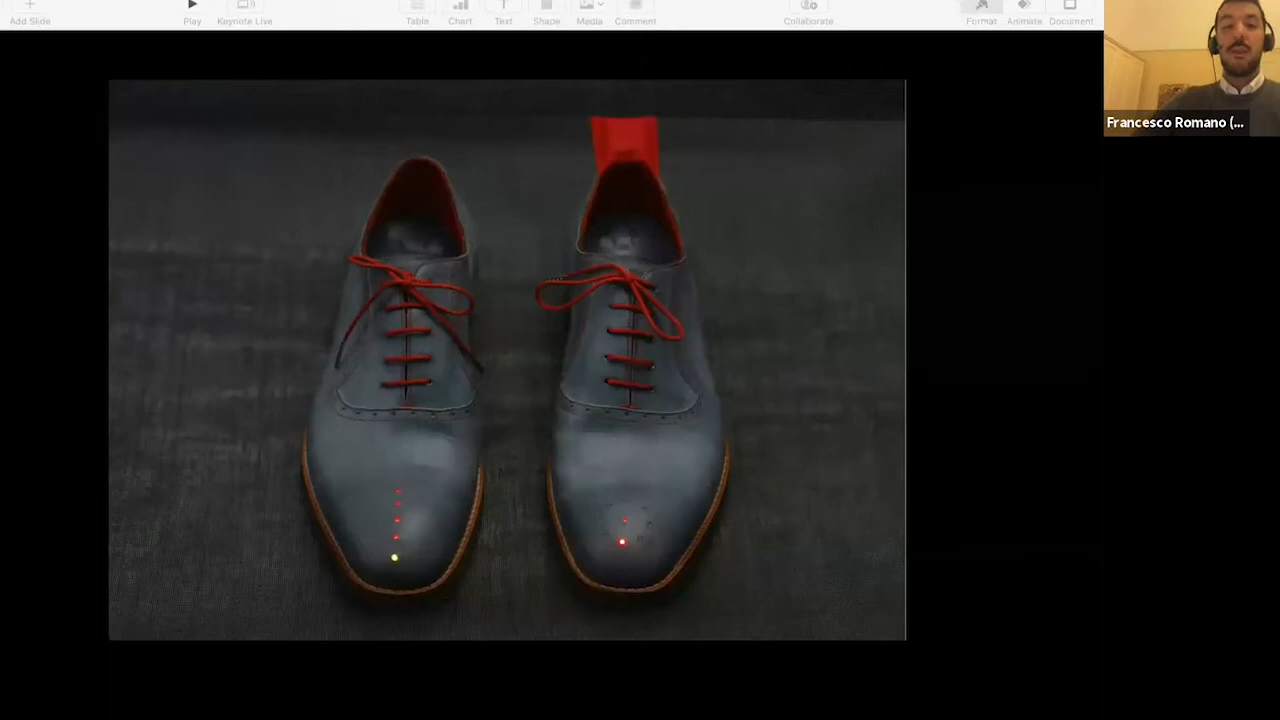 Add Slide
Play
Keynote Live
Table
Chart
Text
Shape
Media
Comment
Collaborate
Format
Animate
Document
Francesco Romano (...